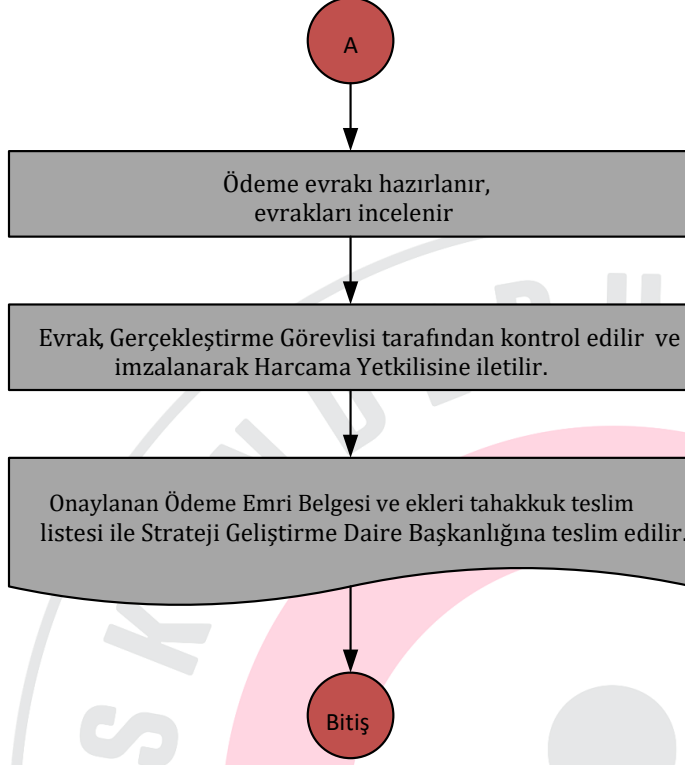 A
Ödeme evrakı hazırlanır,
evrakları incelenir
Evrak, Gerçekleştirme Görevlisi tarafından kontrol edilir ve
imzalanarak Harcama Yetkilisine iletilir.
Onaylanan Ödeme Emri Belgesi ve ekleri tahakkuk teslim
listesi ile Strateji Geliştirme Daire Başkanlığına teslim edilir.
Bitiş